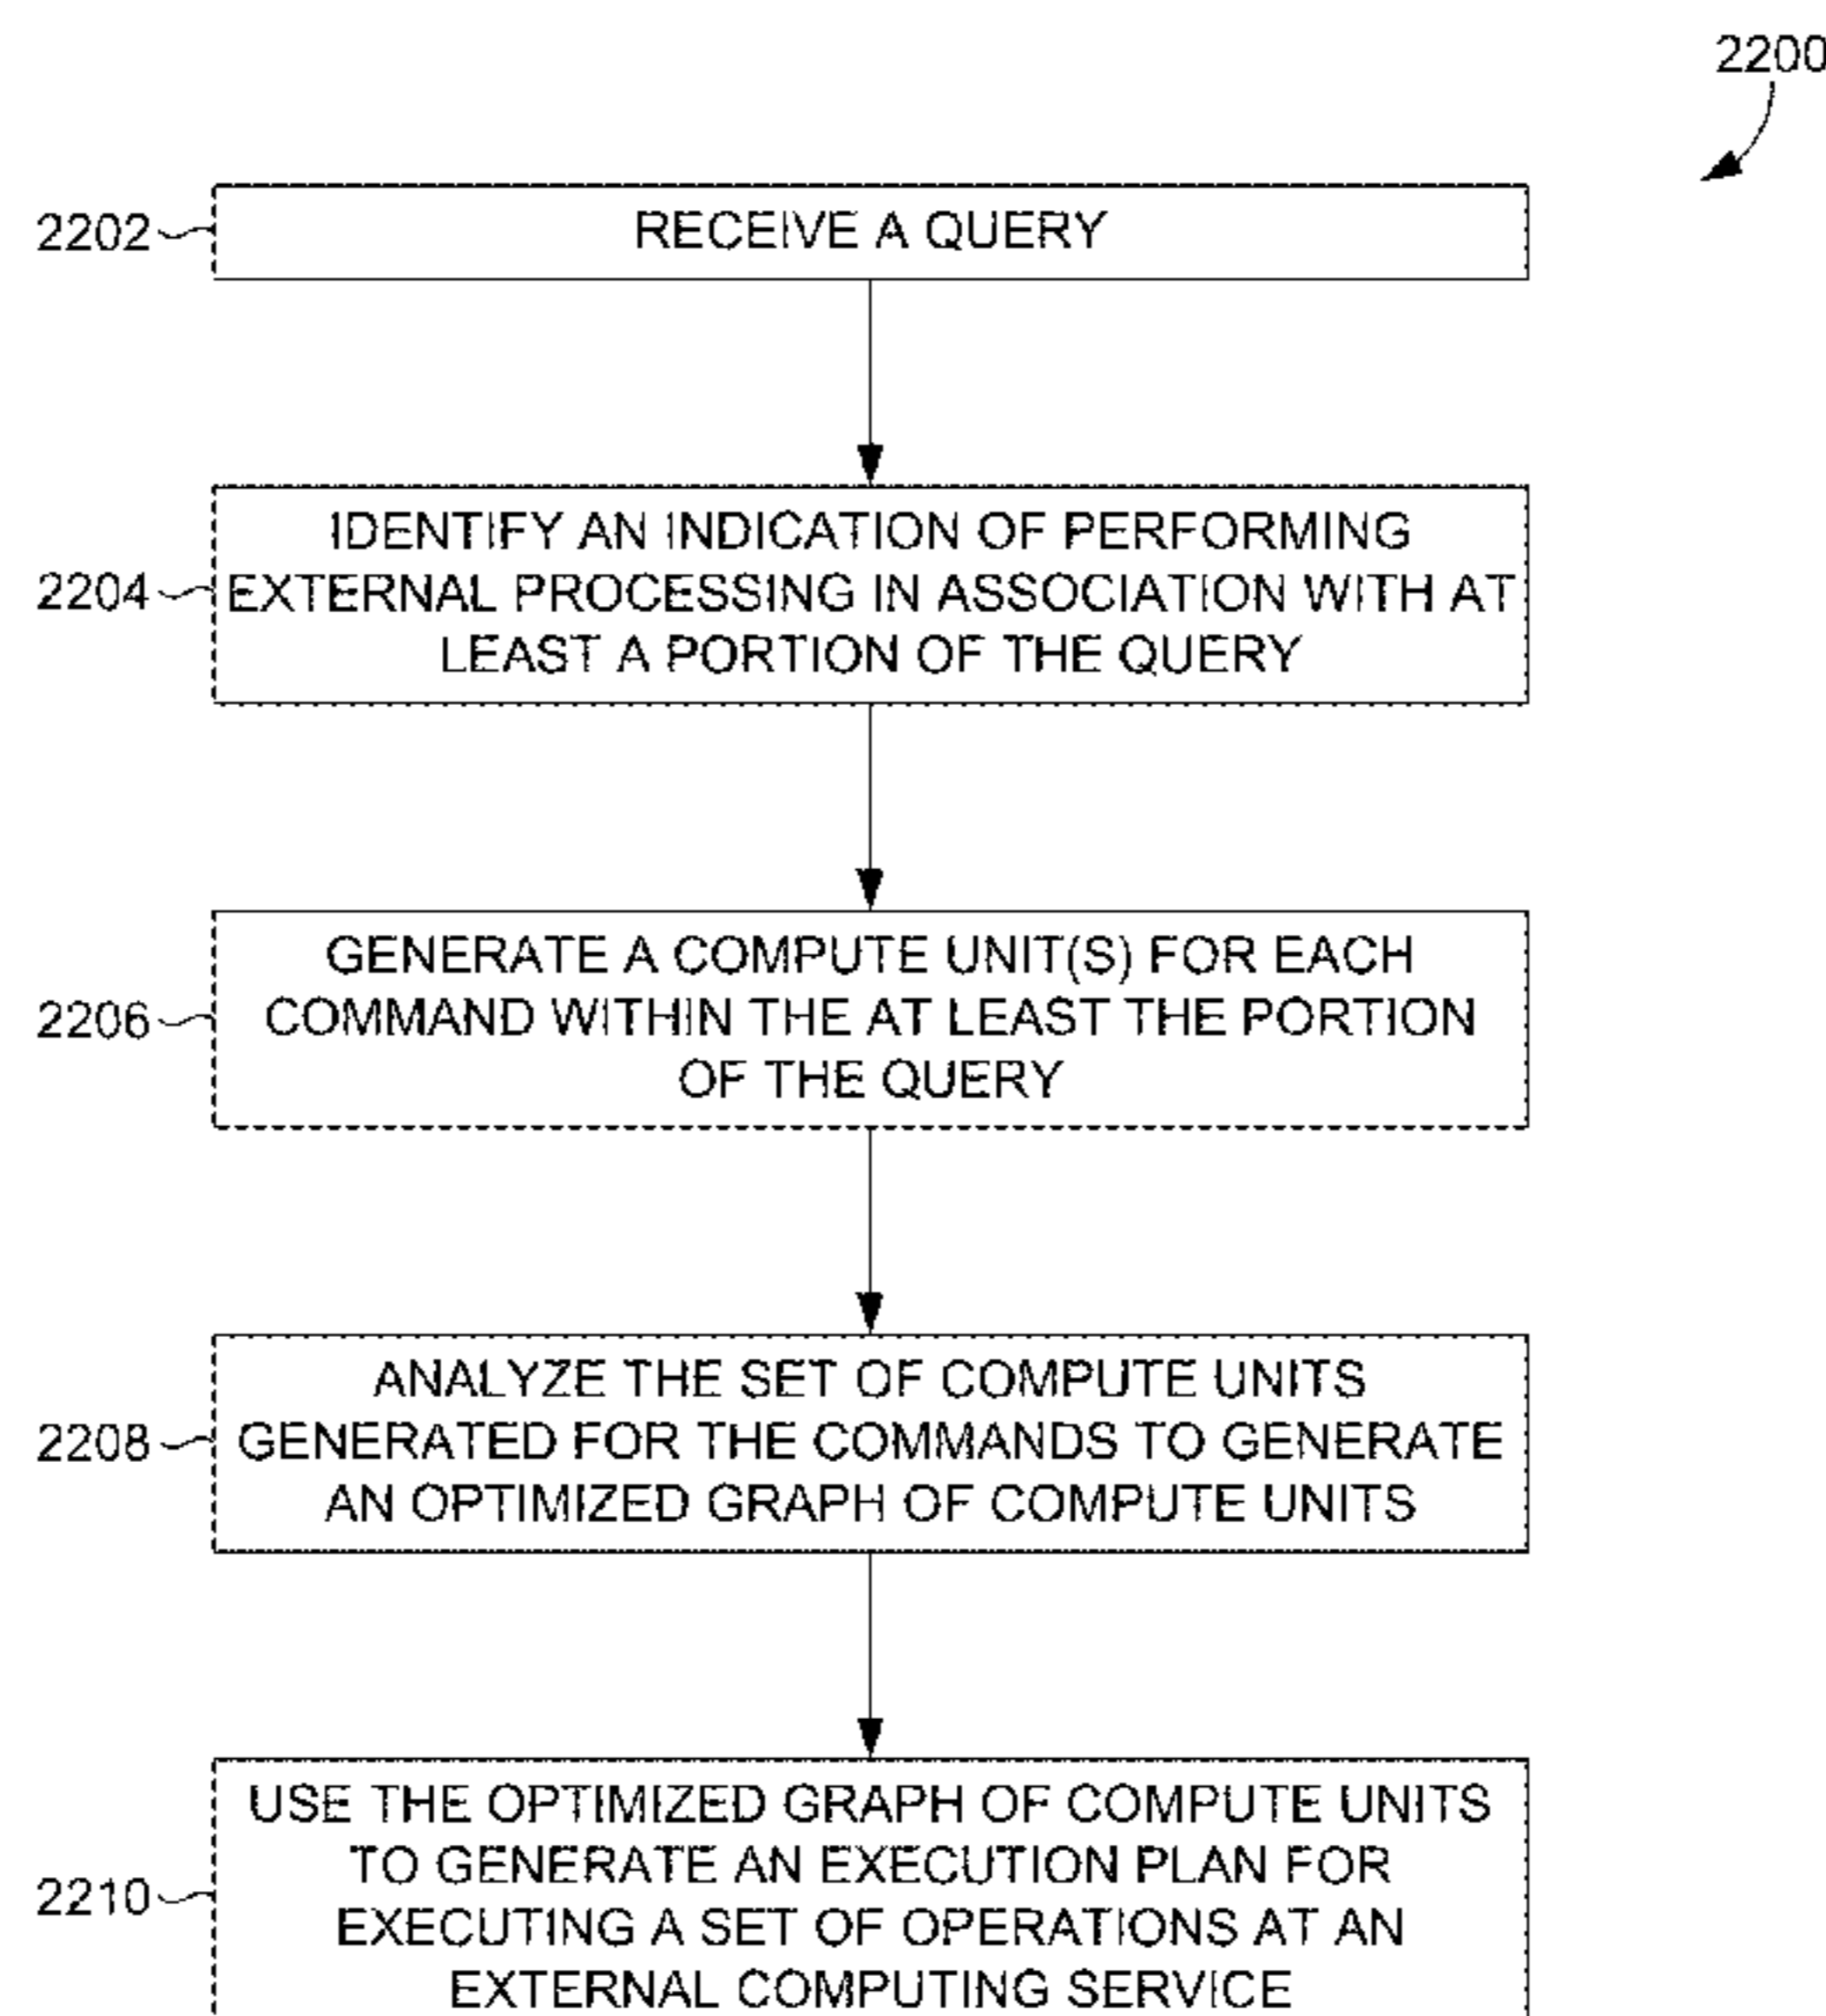 2200
2202
RECEIVE A QUERY
2204
IDENTIFY AN INDICATION OF PERFORMING
EXTERNAL PROCESSING IN ASSOCIATION WITH AT
LEAST A PORTION OF THE QUERY
2206
GENERATE A COMPUTE UNIT(S) FOR EACH
COMMAND WITHIN THE AT LEAST THE PORTION
OF THE QUERY
2208
ANALYZE THE SET OF COMPUTE UNITS
GENERATED FOR THE COMMANDS TO GENERATE
AN OPTIMIZED GRAPH OF COMPUTE UNITS
2210
USE THE OPTIMIZED GRAPH OF COMPUTE UNITS
TO GENERATE AN EXECUTION PLAN FOR
EXECUTING A SET OF OPERATIONS AT AN
EXTERNAL COMPUTING SERVICE